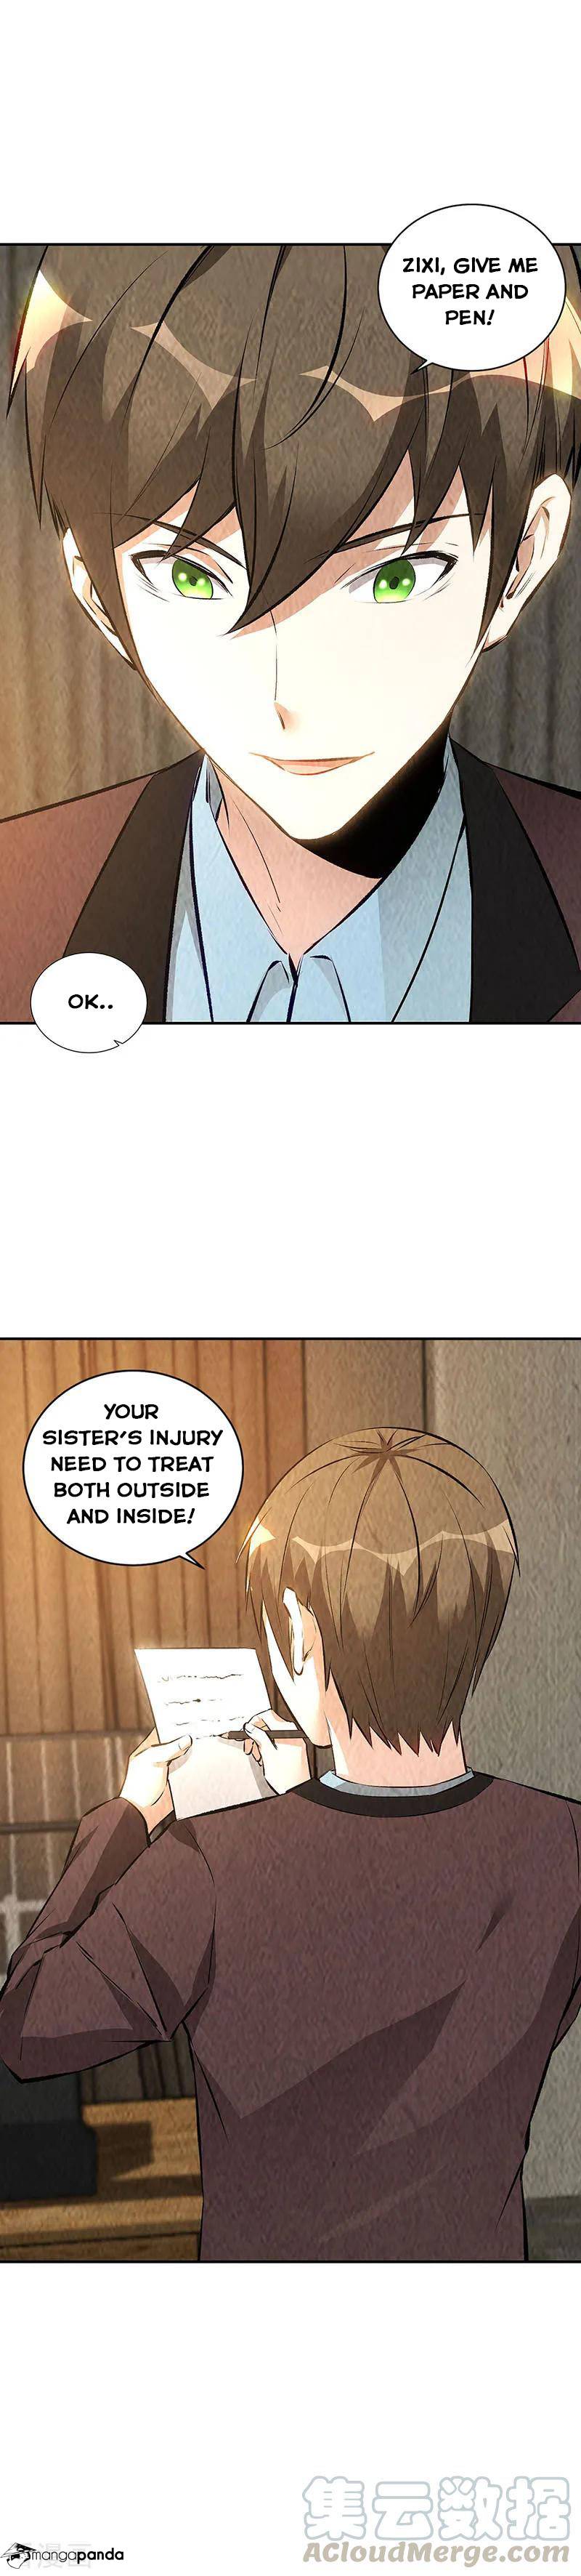 ZIXI, GIVE ME
PAPER AND
PEN!
OK..
YOUR
SISTER'S INJURY
NEED TO TREAT
BOTH OUTSIDE
AND INSIDE!
集云数据
mangapanda
ACloudMerge.com